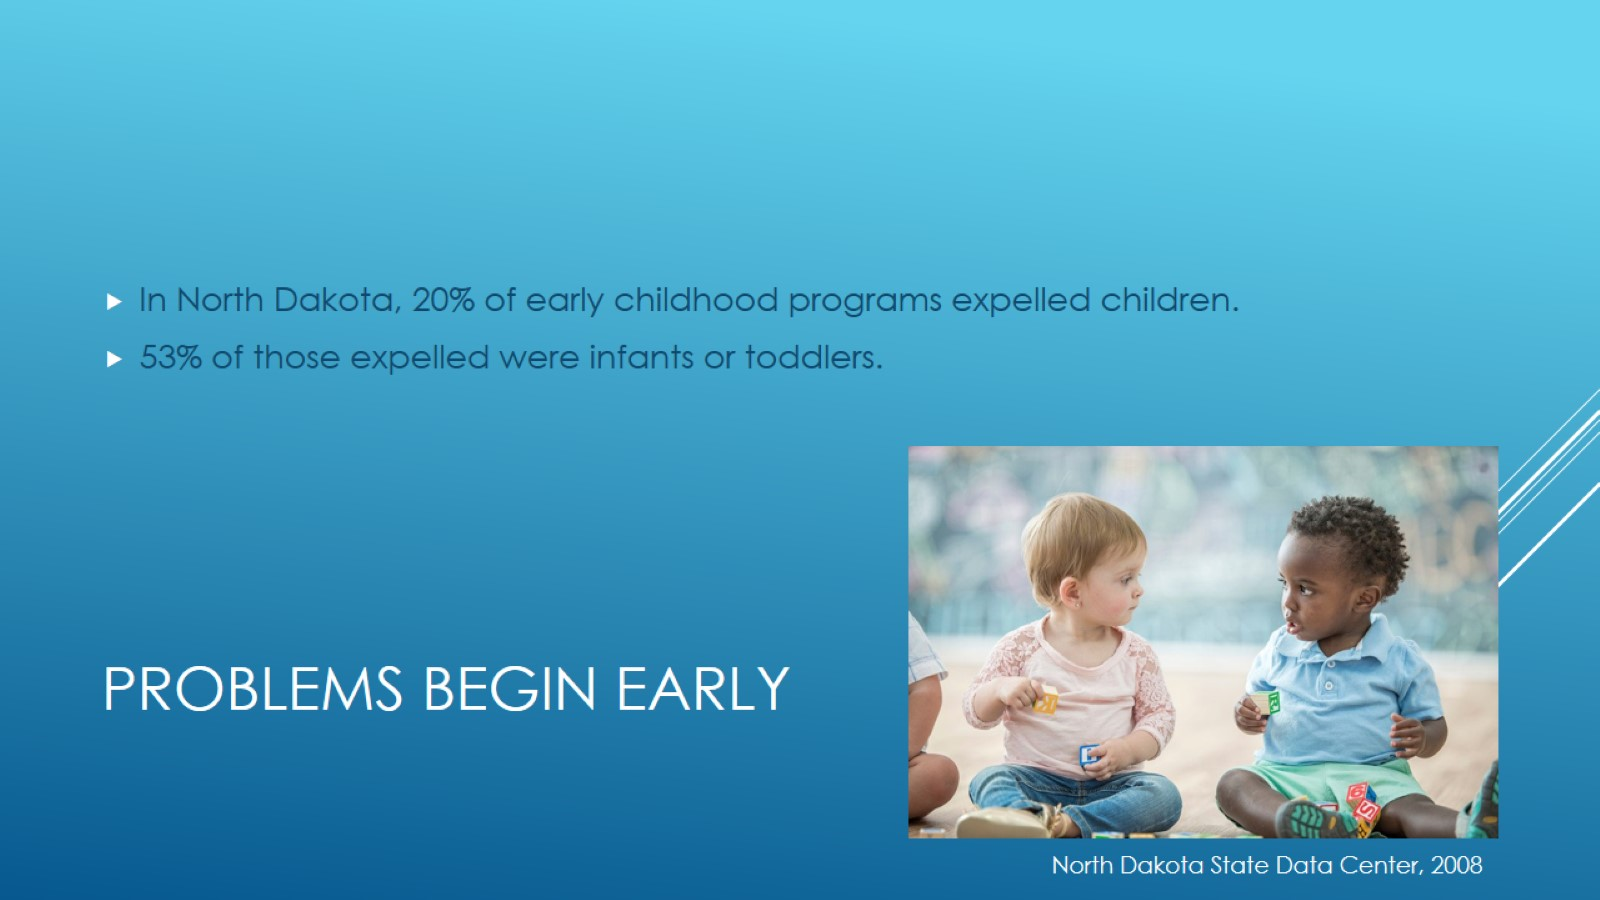 In North Dakota, 20% of early childhood programs expelled children.
53% of those expelled were infants or toddlers.
PROBLEMS BEGIN EARLY
North Dakota State Data Center, 2008